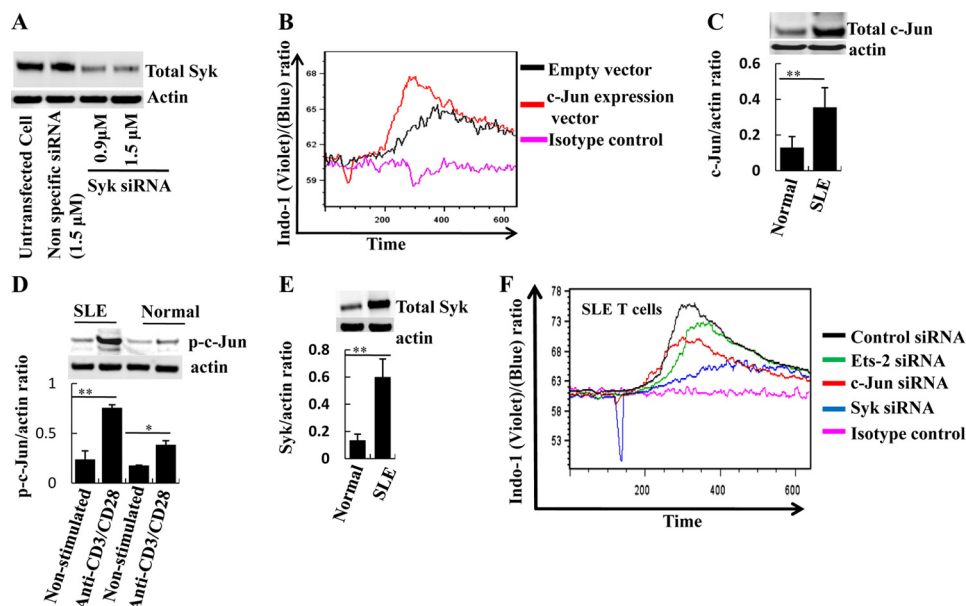 A
Total Syk
Actin
Untransfected Cell
Non specific siRNA
(1.5 µM)
0.9µM
1.5 µM
Syk siRNA
B
Indo-1 (Violet)/(Blue) ratio
68
65
62
59
200
400
600
Time
Empty vector
c-Jun expression
vector
Isotype control
C
Total c-Jun
actin
c-Jun/actin ratio
0.6
0.4
0.2
0
**
Normal
SLE
D
SLE
Normal
p-c-Jun
actin
p-c-Jun/actin ratio
1
0.5
0
**
*
Non-stimulated
Anti-CD3/CD28
Non-stimulated
Anti-CD3/CD28
E
Total Syk
actin
Syk/actin ratio
0.8
0.6
0.4
0.2
0
**
Normal
SLE
F
SLE T cells
Indo-1 (Violet)/(Blue) ratio
78
73
68
63
58
53
200
400
600
Time
Control siRNA
Ets-2 siRNA
c-Jun siRNA
Syk siRNA
Isotype control